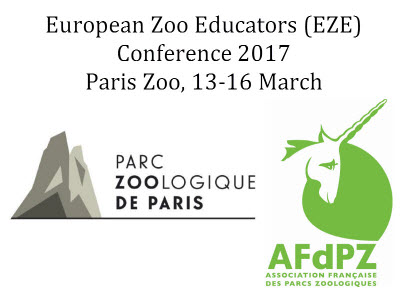 European Zoo Educators (EZE)
Conference 2017
Paris Zoo, 13-16 March
PARC
ZOOLOGIQUE
DE PARIS
AFdPZ
ASSOCIATION FRANÇAISE
DES PARCS ZOOLOGIQUES